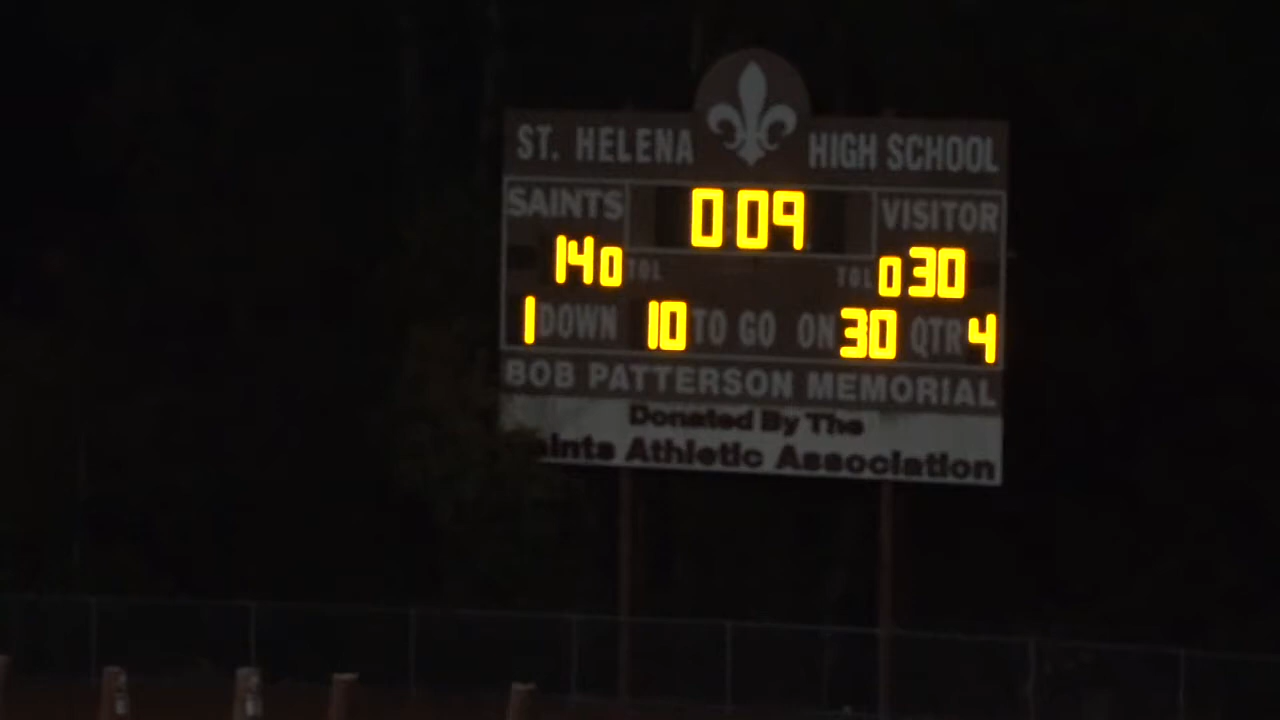 ST. HELENA HIGH SCHOOL
SAINTS 0 09 VISITOR
14 0 TOL TOL 0 30
1 DOWN 10 TO GO ON 30 QTR 4
BOB PATTERSON MEMORIAL
Donated By The
aints Athletic Association